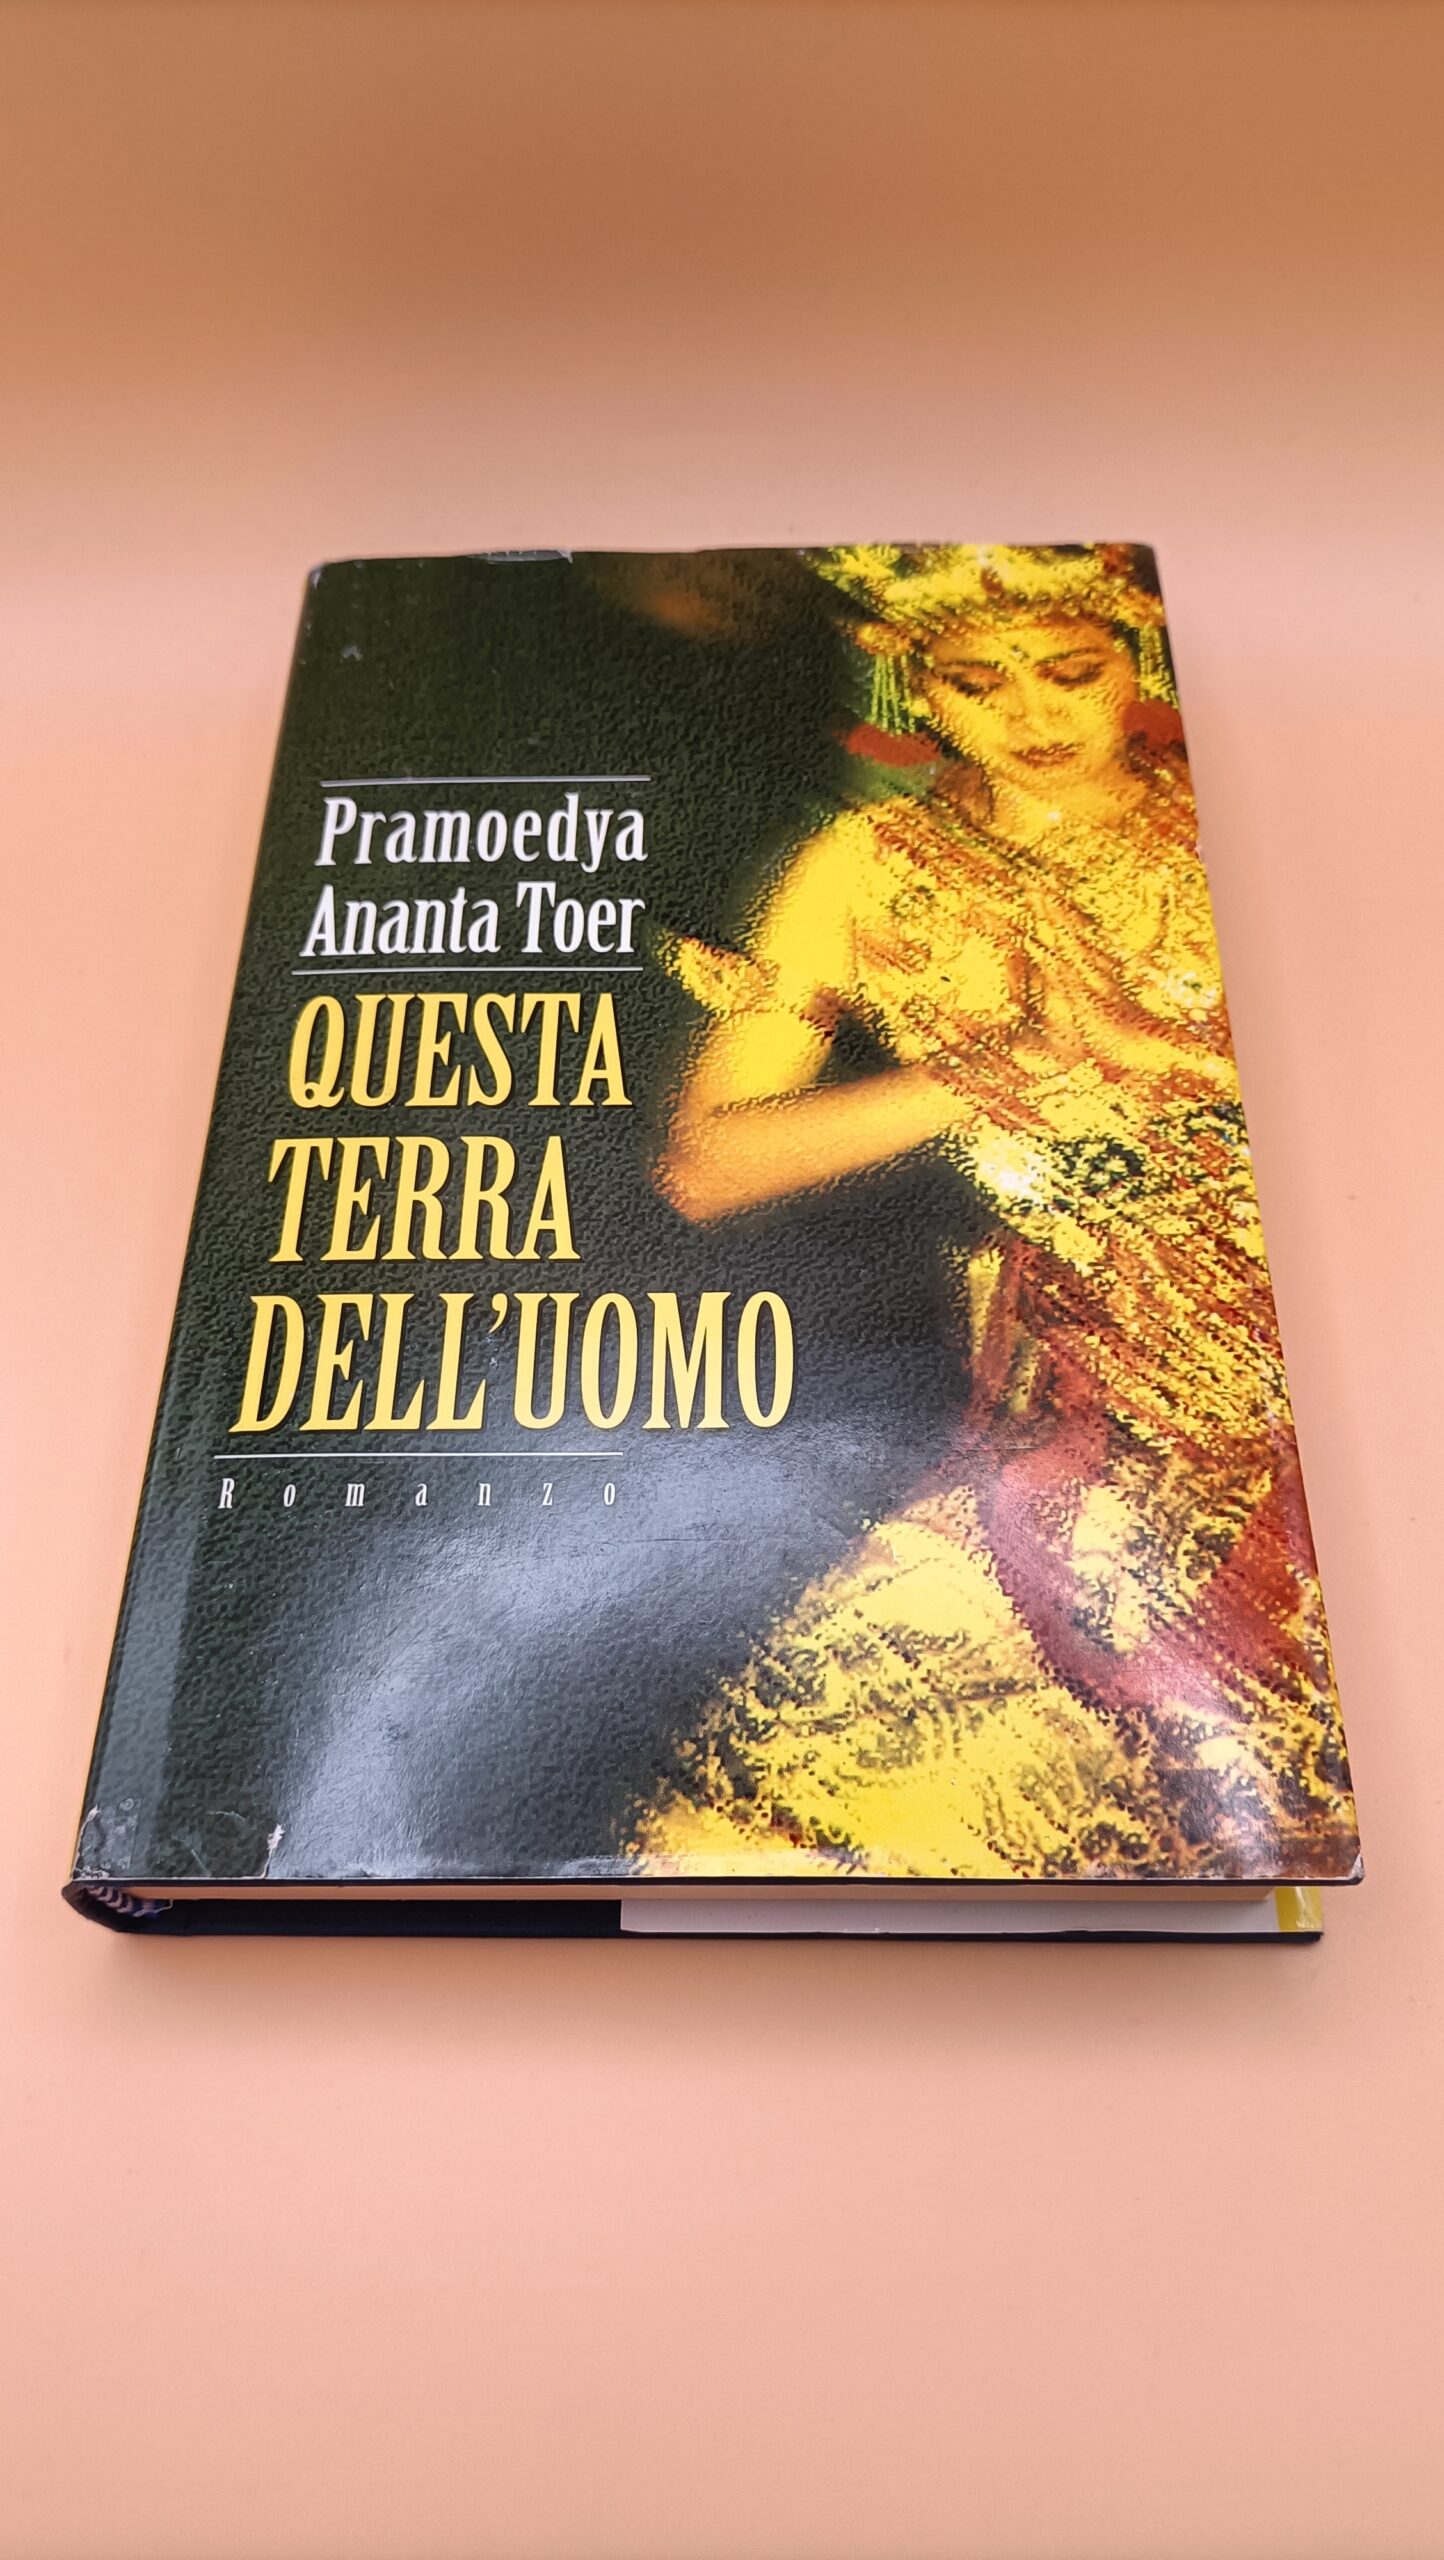 Pramoedya
Ananta Toer
QUESTA
TERRA
DELL'UOMO
Romanzo